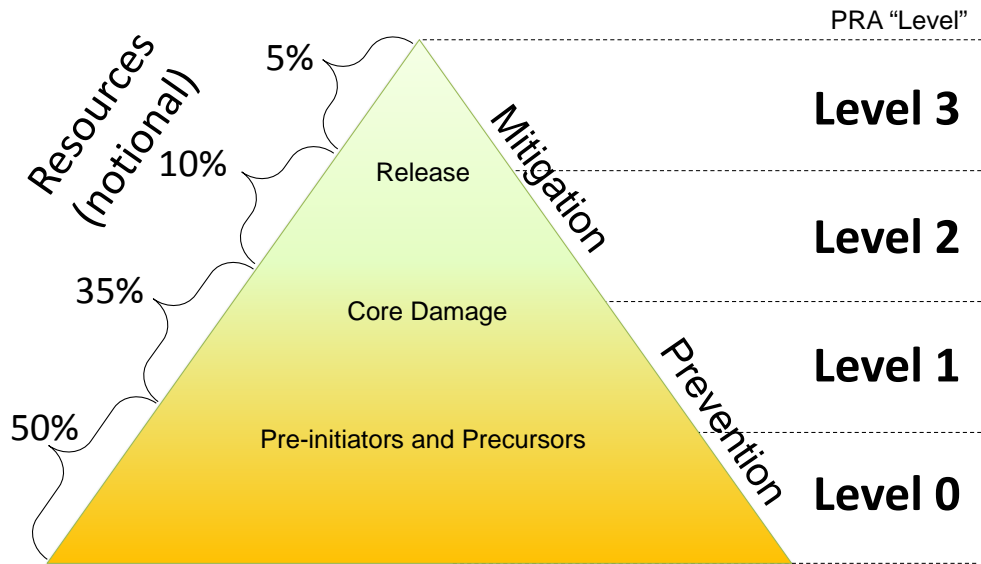 PRA “Level”
Resources
(notional)
5%
Level 3
Mitigation
10%
Release
Level 2
35%
Core Damage
Level 1
Prevention
50%
Pre-initiators and Precursors
Level 0